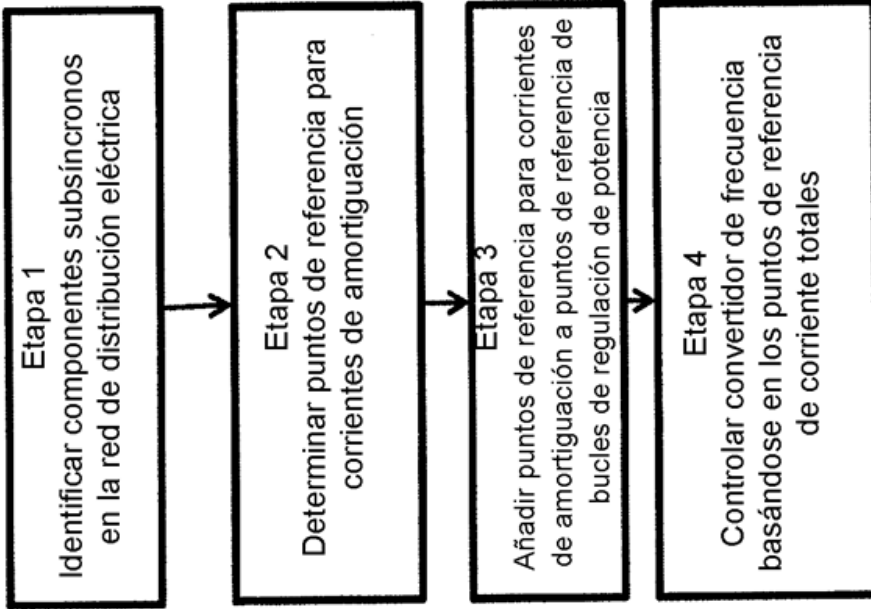 Etapa 1
Identificar componentes subsíncronos
en la red de distribución eléctrica
Etapa 2
Determinar puntos de referencia para
corrientes de amortiguación
Etapa 3
Añadir puntos de referencia para corrientes
de amortiguación a puntos de referencia de
bucles de regulación de potencia
Etapa 4
Controlar convertidor de frecuencia
basándose en los puntos de referencia
de corriente totales